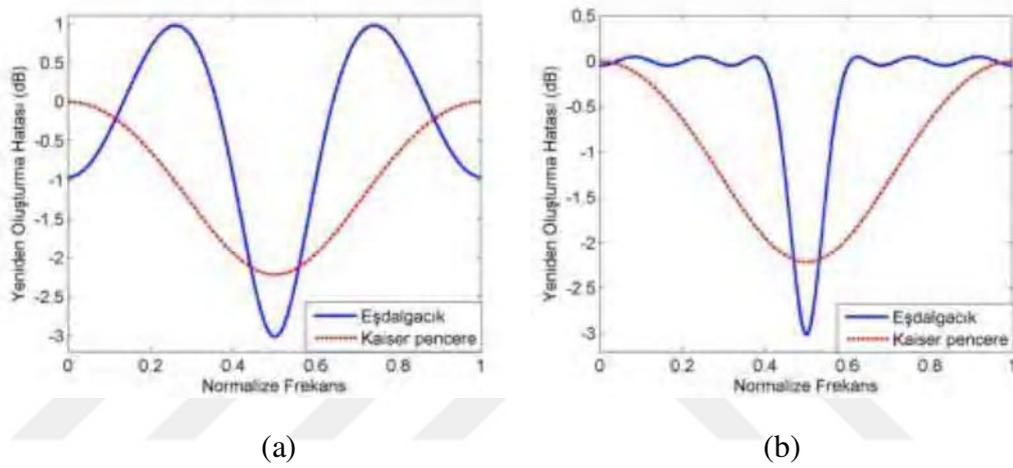 1
0.5
0
-0.5
-1
-1.5
-2
-2.5
-3
Yeniden Oluşturma Hatası (dB)
Eşdalgacık
Kaiser pencere
0 0.2 0.4 0.6 0.8 1
Normalize Frekans
(a)
0.5
0
-0.5
-1
-1.5
-2
-2.5
-3
Yeniden Oluşturma Hatası (dB)
Eşdalgacık
Kaiser pencere
0 0.2 0.4 0.6 0.8 1
Normalize Frekans
(b)